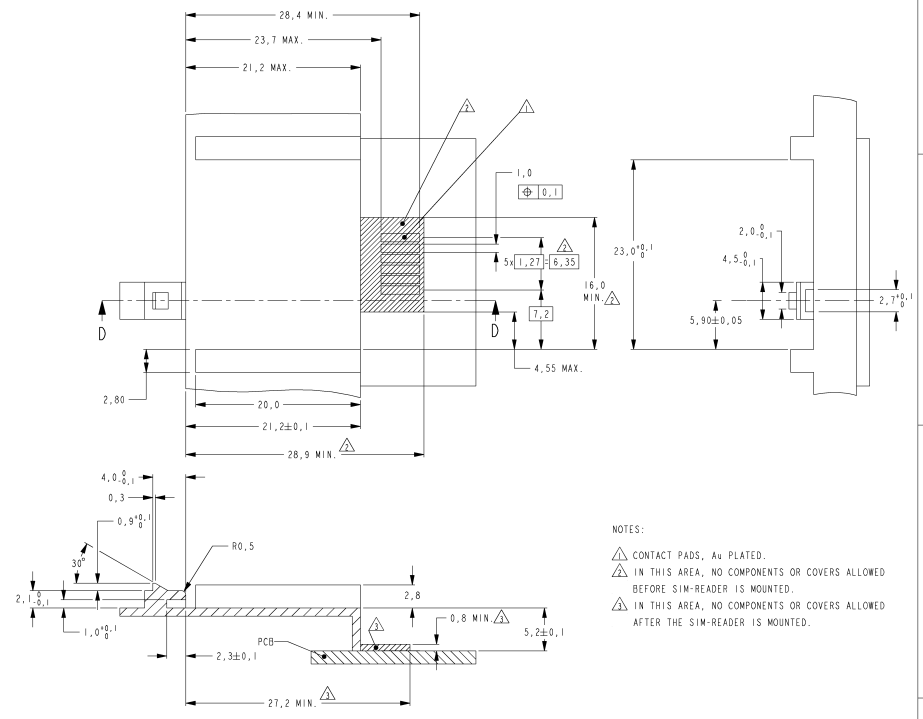 28,4 MIN.
23,7 MAX.
21,2 MAX.
2
1
1,0
0,1
2
5x 1,27 = 6,35
16,0
MIN. 2
7,2
D
D
4,55 MAX.
2,80
20,0
21,2±0,1
28,9 MIN. 2
23,0 +0,1 0
2,0 0 -0,1
4,5 0 -0,1
2,7 +0,1 0
5,90±0,05
4,0 0 -0,1
0,3
0,9 +0,1 0
R0,5
30°
2,1 0 -0,1
1,0 +0,1 0
2,8
0,8 MIN. 3
3
5,2±0,1
PCB
2,3±0,1
27,2 MIN. 3
NOTES:
1 CONTACT PADS, Au PLATED.
2 IN THIS AREA, NO COMPONENTS OR COVERS ALLOWED
BEFORE SIM-READER IS MOUNTED.
3 IN THIS AREA, NO COMPONENTS OR COVERS ALLOWED
AFTER THE SIM-READER IS MOUNTED.